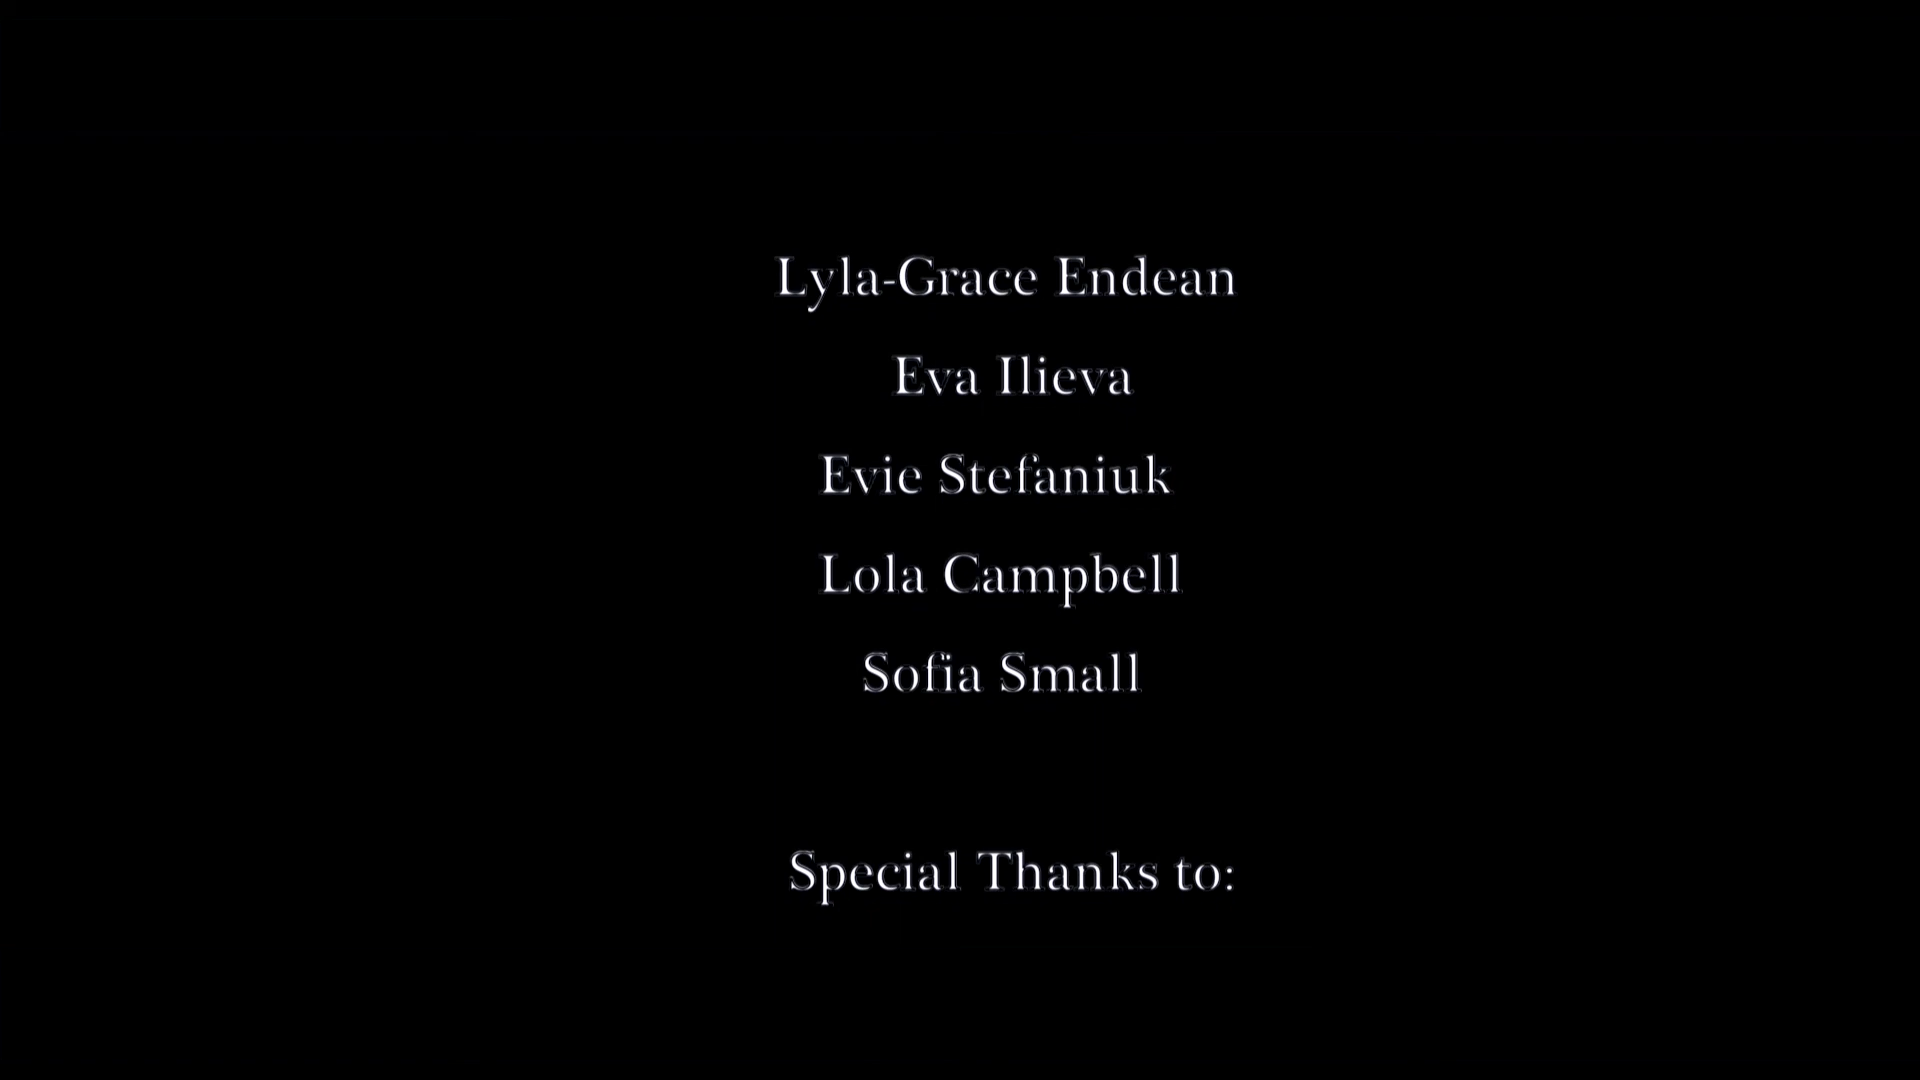 Lyla-Grace Endean
Eva Ilieva
Evie Stefaniuk
Lola Campbell
Sofia Small
Special Thanks to: